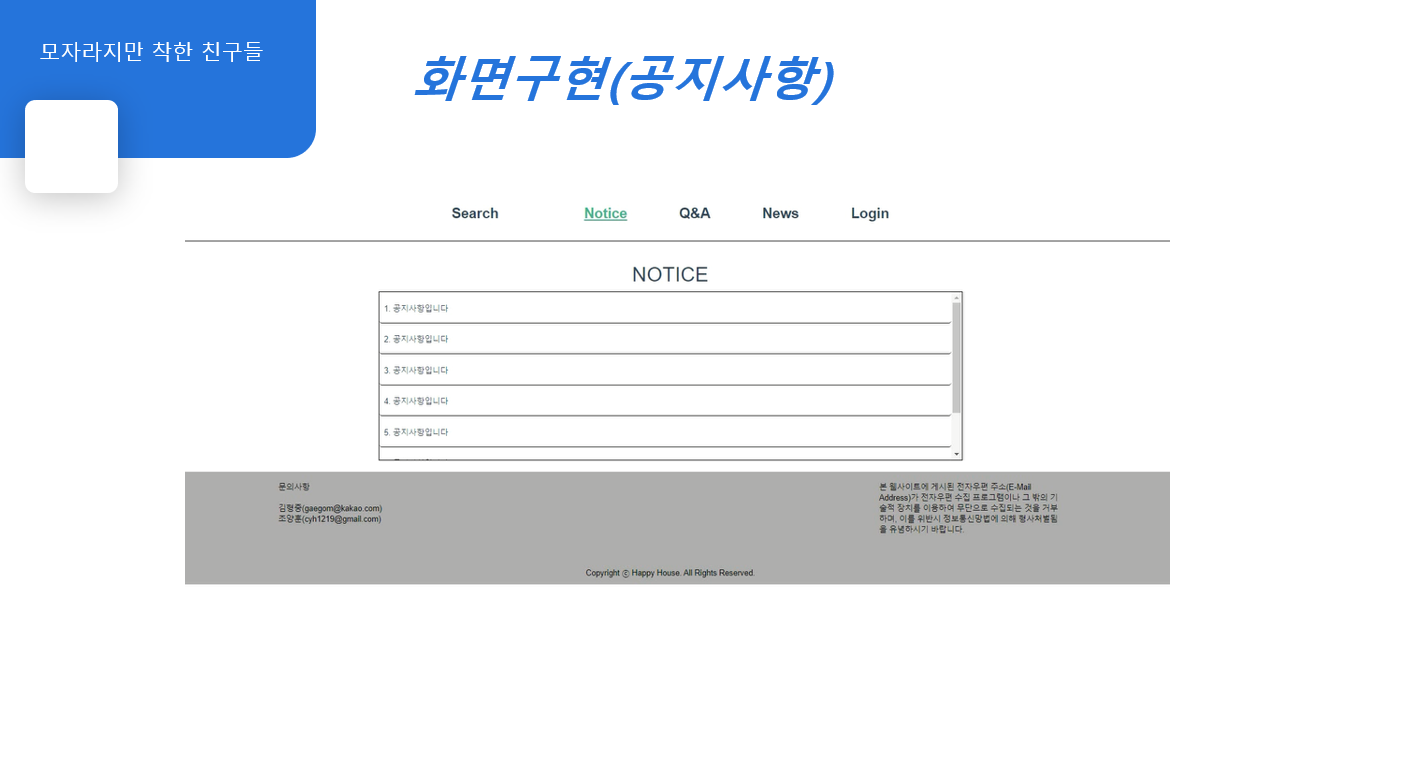 모자라지만 착한 친구들
화면구현(공지사항)
Search Notice Q&A News Login
NOTICE
1. 공지사항입니다
2. 공지사항입니다
3. 공지사항입니다
4. 공지사항입니다
5. 공지사항입니다
문의사항
(gaegom@kakao.com)
(cyh1219@gmail.com)
본 웹사이트에 게시된 전자우편 주소(E-Mail
Address)가 전자우편 수집 프로그램이나 그 밖의 기
술적 장치를 이용하여 무단으로 수집되는 것을 거부
하며, 이를 위반시 정보통신망법에 의해 형사처벌됨
을 유념하시기 바랍니다.
Copyright ⓒ Happy House. All Rights Reserved.